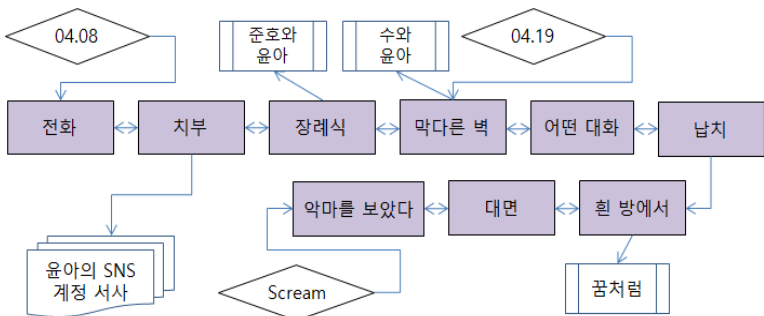 04.08
준호와
윤아
수와
윤아
04.19
전화
치부
장례식
막다른 벽
어떤 대화
납치
악마를 보았다
대면
흰 방에서
윤아의 SNS
계정 서사
Scream
꿈처럼